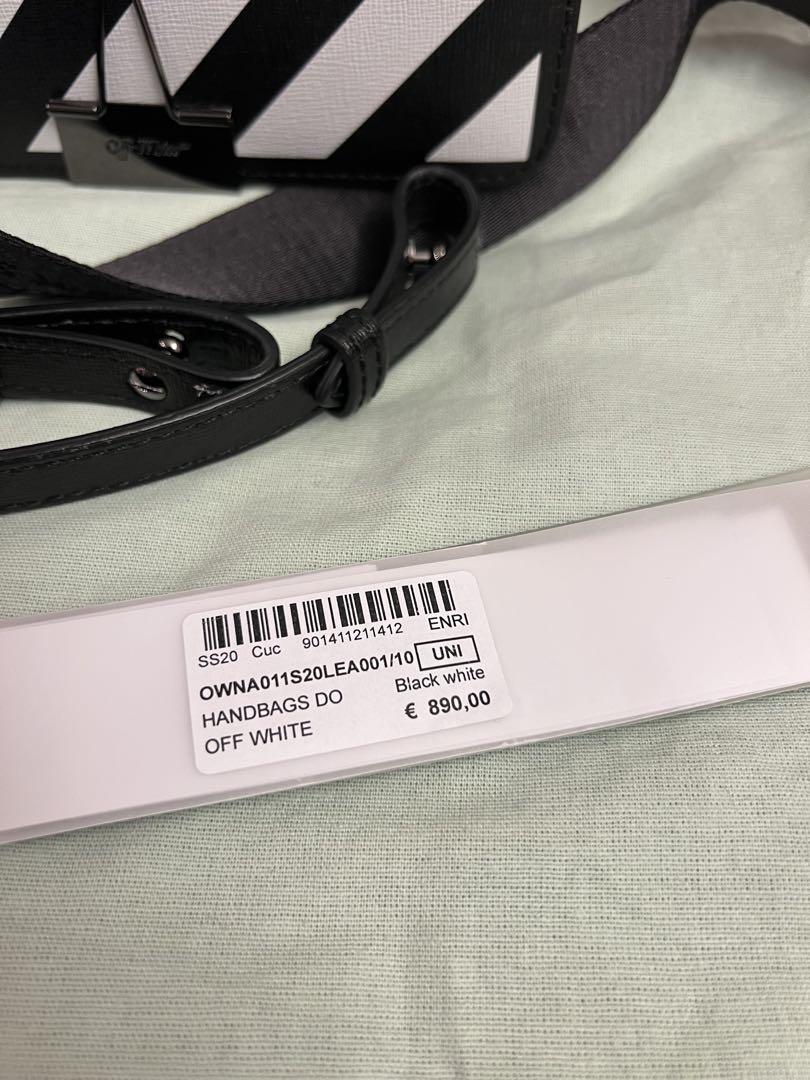 SS20 Cuc 901411211412 ENRI
OWNA011S20LEA001/10 UNI
HANDBAGS DO Black white
OFF WHITE € 890,00